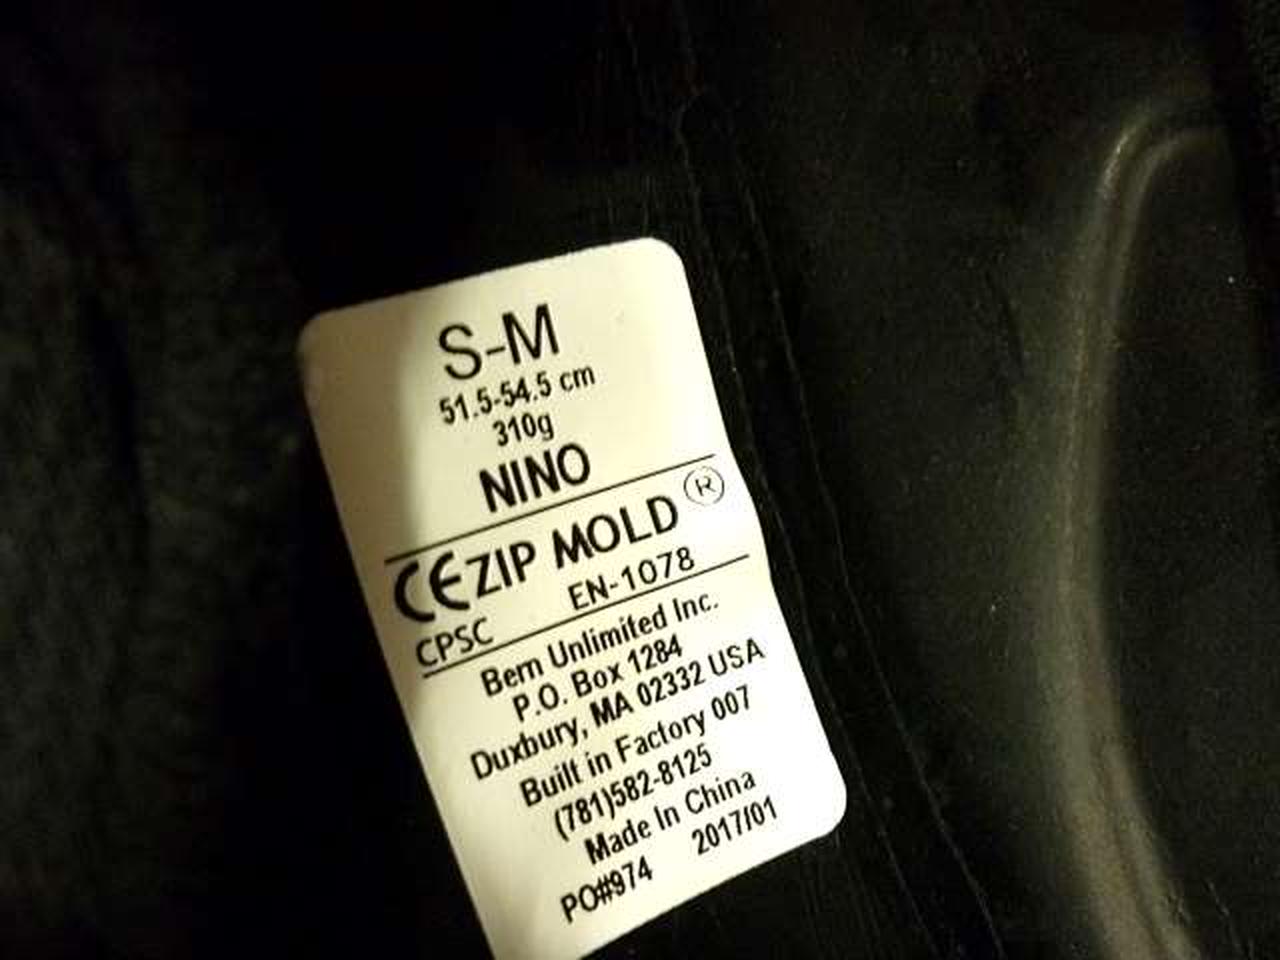 S-M
51.5-54.5 cm
310g
NINO
CE ZIP MOLD ®
CPSC EN-1078
Bern Unlimited Inc.
P.O. Box 1284
Duxbury, MA 02332 USA
Built in Factory 007
(781)582-8125
Made In China
PO#974 2017/01